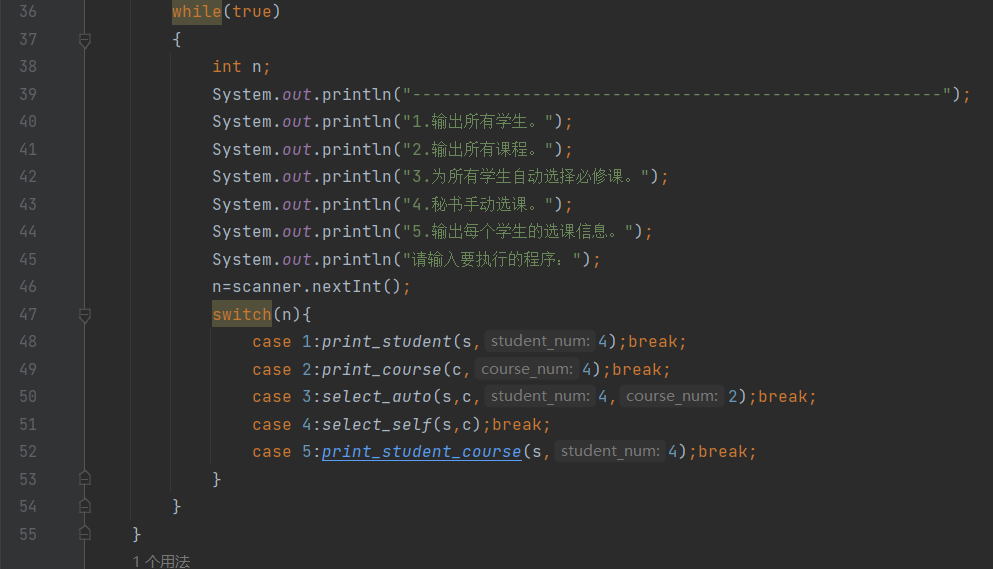 36 while(true)
37 {
38 int n;
39 System.out.println("-----------------------------------------------------");
40 System.out.println("1.输出所有学生。");
41 System.out.println("2.输出所有课程。");
42 System.out.println("3.为所有学生自动选择必修课。");
43 System.out.println("4.秘书手动选课。");
44 System.out.println("5.输出每个学生的选课信息。");
45 System.out.println("请输入要执行的程序：");
46 n=scanner.nextInt();
47 switch(n){
48 case 1:print_student(s, student_num: 4);break;
49 case 2:print_course(c, course_num: 4);break;
50 case 3:select_auto(s,c, student_num: 4, course_num: 2);break;
51 case 4:select_self(s,c);break;
52 case 5:print_student_course(s, student_num: 4);break;
53 }
54 }
55 }
1 个用法